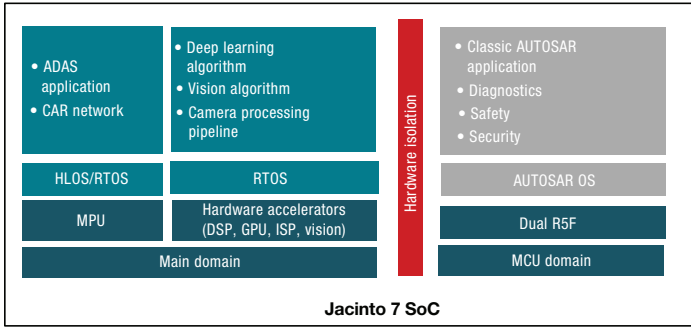 • ADAS
application
• CAR network
• Deep learning
algorithm
• Vision algorithm
• Camera processing
pipeline
HLOS/RTOS
RTOS
MPU
Hardware accelerators
(DSP, GPU, ISP, vision)
Main domain
Hardware isolation
• Classic AUTOSAR
application
• Diagnostics
• Safety
• Security
AUTOSAR OS
Dual R5F
MCU domain
Jacinto 7 SoC